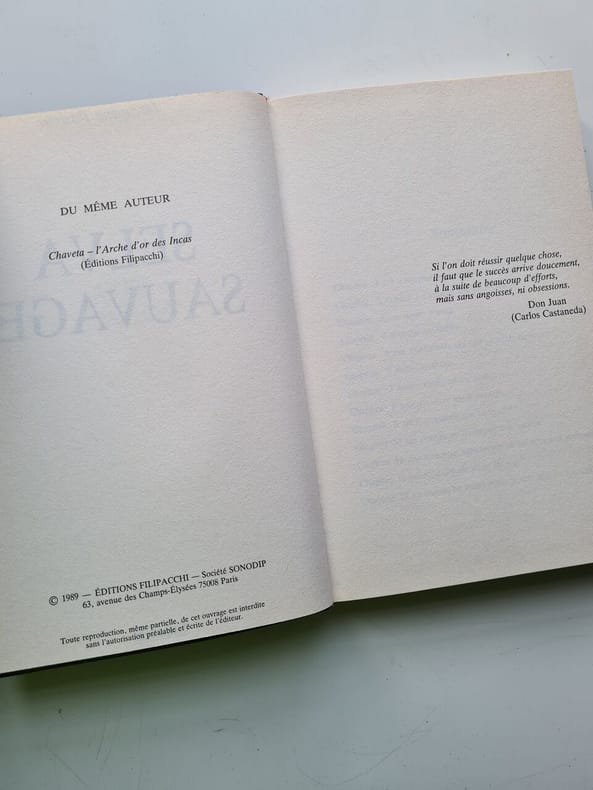 DU MÊME AUTEUR
Chaveta – l'Arche d'or des Incas
(Éditions Filipacchi)
© 1989 — ÉDITIONS FILIPACCHI — Société SONODIP
63, avenue des Champs-Élysées 75008 Paris
Toute reproduction, même partielle, de cet ouvrage est interdite
sans l'autorisation préalable et écrite de l'éditeur.
SELVA
SAUVAGE
Si l'on doit réussir quelque chose,
il faut que le succès arrive doucement,
à la suite de beaucoup d'efforts,
mais sans angoisses, ni obsessions.
Don Juan
(Carlos Castaneda)